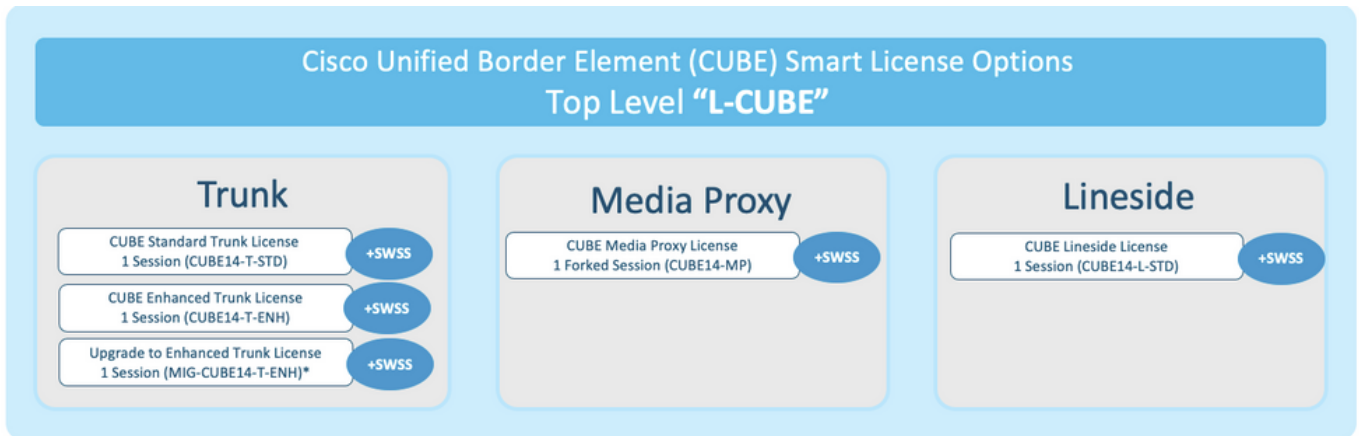 Cisco Unified Border Element (CUBE) Smart License Options
Top Level “L-CUBE”
Trunk
CUBE Standard Trunk License
1 Session (CUBE14-T-STD)
+SWSS
CUBE Enhanced Trunk License
1 Session (CUBE14-T-ENH)
+SWSS
Upgrade to Enhanced Trunk License
1 Session (MIG-CUBE14-T-ENH)*
+SWSS
Media Proxy
CUBE Media Proxy License
1 Forked Session (CUBE14-MP)
+SWSS
Lineside
CUBE Lineside License
1 Session (CUBE14-L-STD)
+SWSS